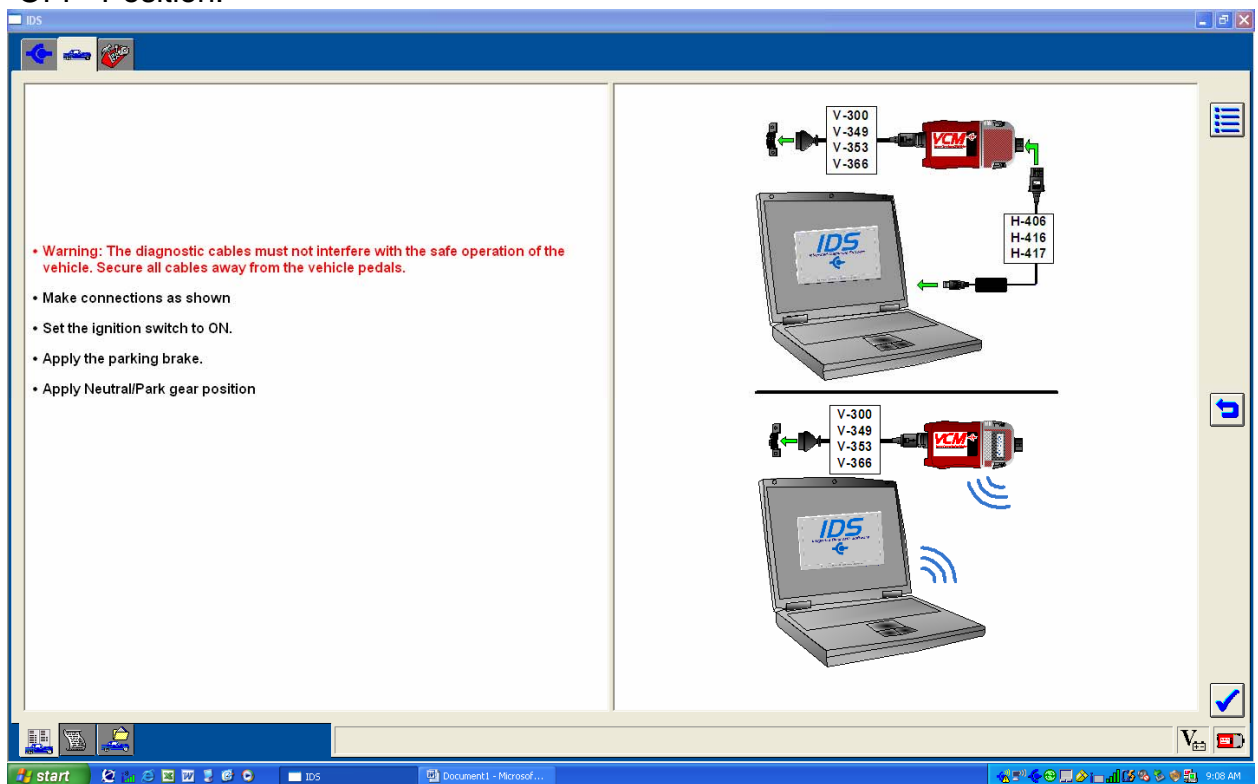 IDS
• Warning: The diagnostic cables must not interfere with the safe operation of the
vehicle. Secure all cables away from the vehicle pedals.
• Make connections as shown
• Set the ignition switch to ON.
• Apply the parking brake.
• Apply Neutral/Park gear position
V-300
V-349
V-353
V-366
VCM
H-406
H-416
H-417
IDS
V-300
V-349
V-353
V-366
VCM
IDS
V
start
IDS
Document1 - Microsof...
9:08 AM